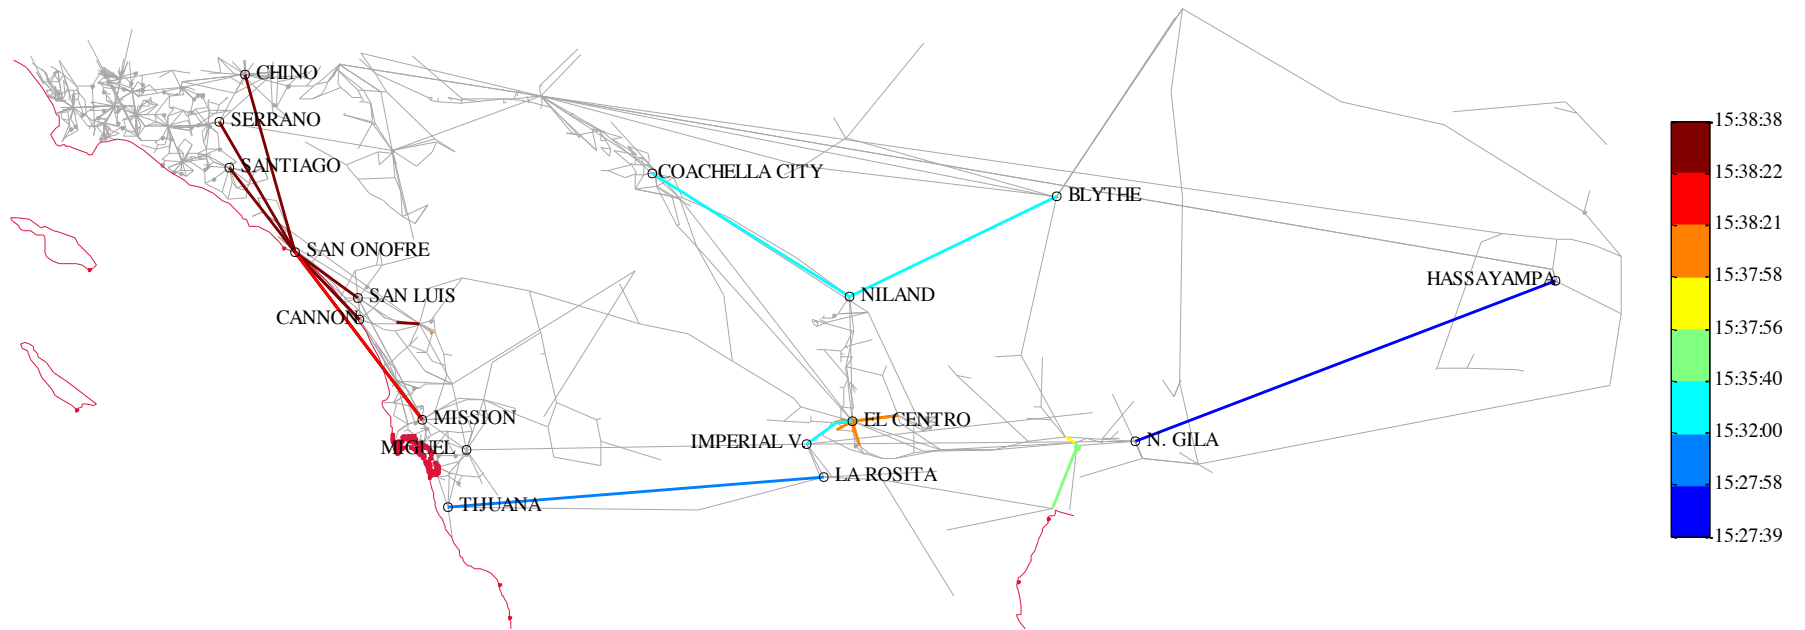 CHINO
SERRANO
SANTIAGO
SAN ONOFRE
SAN LUIS
CANNON
MISSION
MIGUEL
TIJUANA
COACHELLA CITY
BLYTHE
NILAND
HASSAYAMPA
EL CENTRO
IMPERIAL V.
N. GILA
LA ROSITA
15:38:38
15:38:22
15:38:21
15:37:58
15:37:56
15:35:40
15:32:00
15:27:58
15:27:39